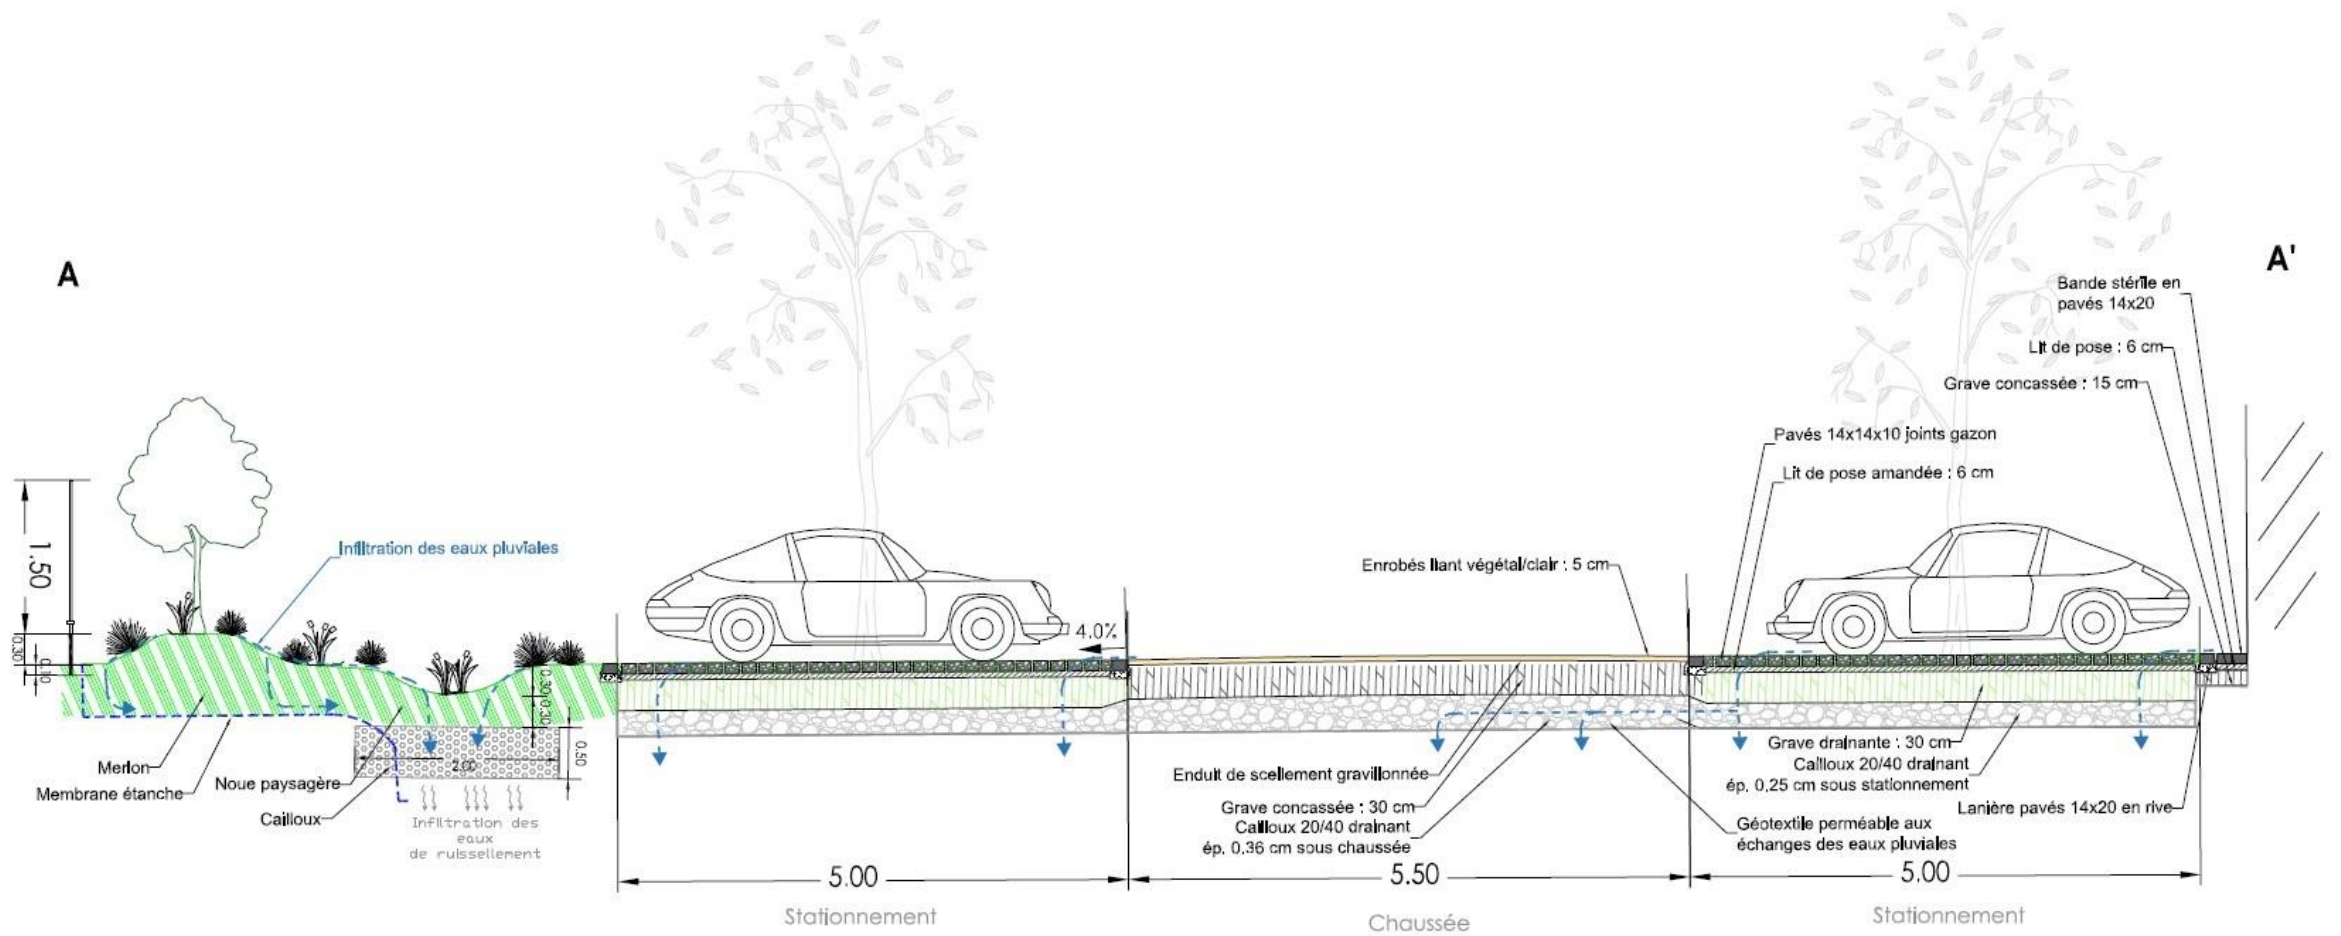 A
A'
Bande stérile en
pavés 14x20
Lit de pose : 6 cm
Grave concassée : 15 cm
Pavés 14x14x10 joints gazon
Lit de pose amandée : 6 cm
1.50
Infiltration des eaux pluviales
Enrobés liant végétal/clair : 5 cm
4.0%
0.30
0.30
0.30
0.50
2.00
Merlon
Membrane étanche
Noue paysagère
Cailloux
Infiltration des
eaux
de ruissellement
Enduit de scellement gravillonnée
Grave concassée : 30 cm
Cailloux 20/40 drainant
ép. 0,36 cm sous chaussée
Grave drainante : 30 cm
Cailloux 20/40 drainant
ép. 0,25 cm sous stationnement
Lanière pavés 14x20 en rive
Géotextile perméable aux
échanges des eaux pluviales
5.00
5.50
5.00
Stationnement
Chaussée
Stationnement